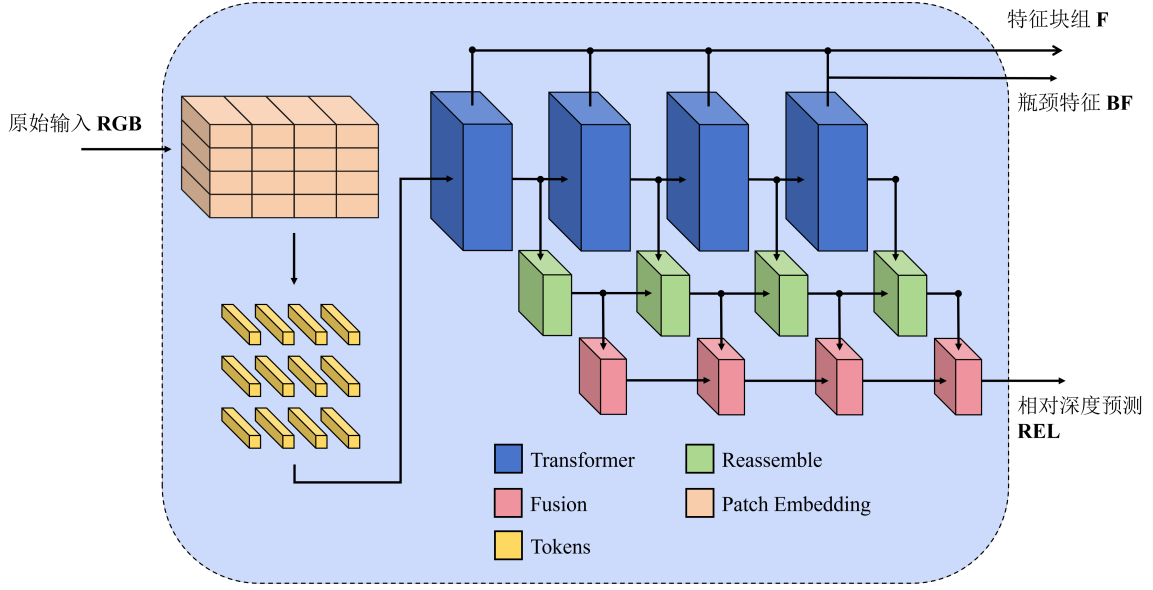 特征块组 F
瓶颈特征 BF
原始输入 RGB
相对深度预测
REL
Transformer
Reassemble
Fusion
Patch Embedding
Tokens